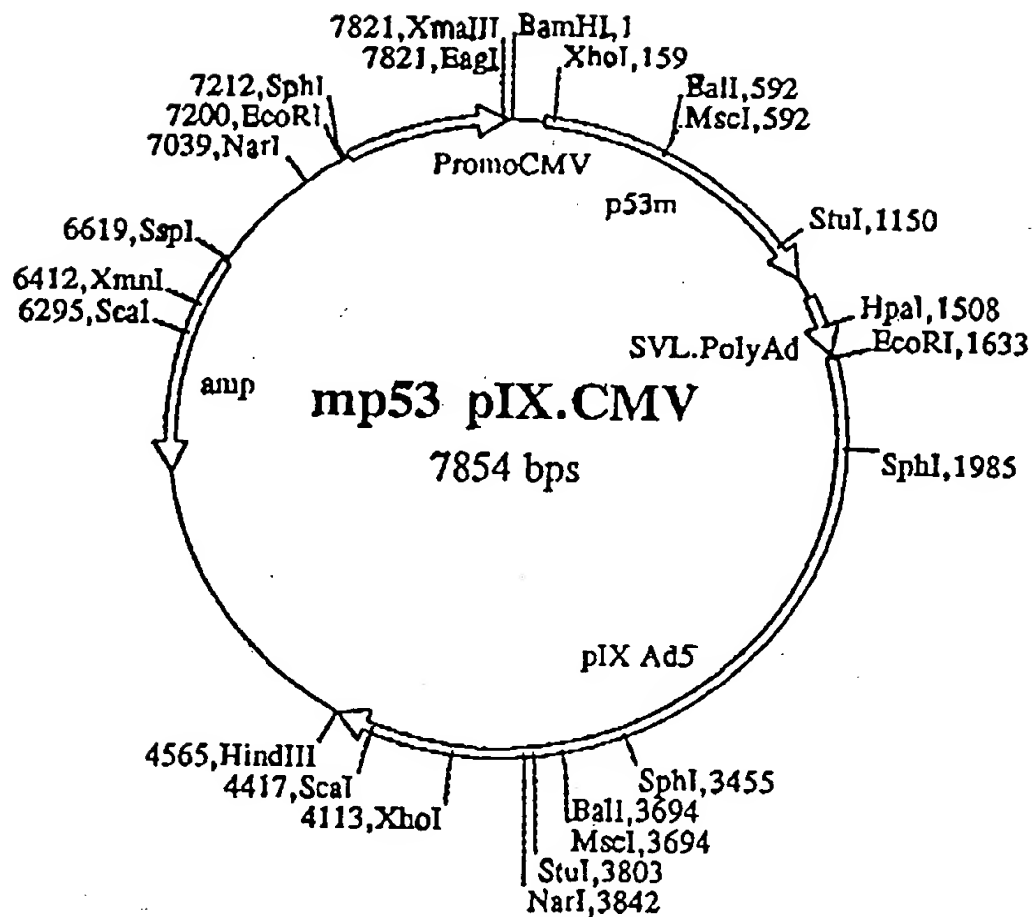 7821,XmaIII
BamHI,1
7821,EagI
XhoI,159
7212,SphI
BalI,592
7200,EcoRI
MscI,592
7039,NarI
PromoCMV
p53m
StuI,1150
6619,SspI
6412,XmnI
6295,ScaI
HpaI,1508
SVL.PolyAd
EcoRI,1633
amp
mp53 pIX.CMV
7854 bps
SphI,1985
pIX Ad5
4565,HindIII
4417,ScaI
4113,XhoI
SphI,3455
BalI,3694
MscI,3694
StuI,3803
NarI,3842